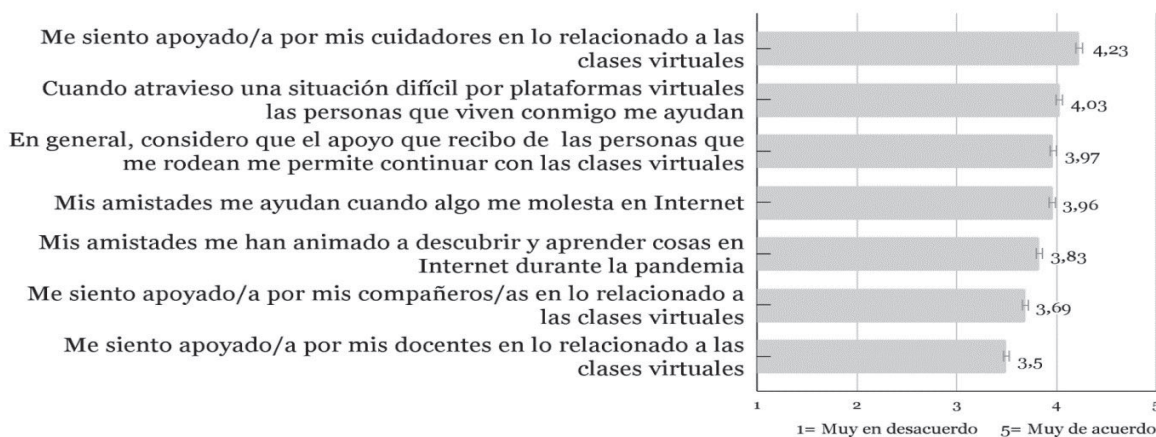 Me siento apoyado/a por mis cuidadores en lo relacionado a las
clases virtuales
4,23
Cuando atravieso una situación difícil por plataformas virtuales
las personas que viven conmigo me ayudan
4,03
En general, considero que el apoyo que recibo de las personas que
me rodean me permite continuar con las clases virtuales
3,97
Mis amistades me ayudan cuando algo me molesta en Internet
3,96
Mis amistades me han animado a descubrir y aprender cosas en
Internet durante la pandemia
3,83
Me siento apoyado/a por mis compañeros/as en lo relacionado a
las clases virtuales
3,69
Me siento apoyado/a por mis docentes en lo relacionado a las
clases virtuales
3,5
1 2 3 4 5
1= Muy en desacuerdo 5= Muy de acuerdo